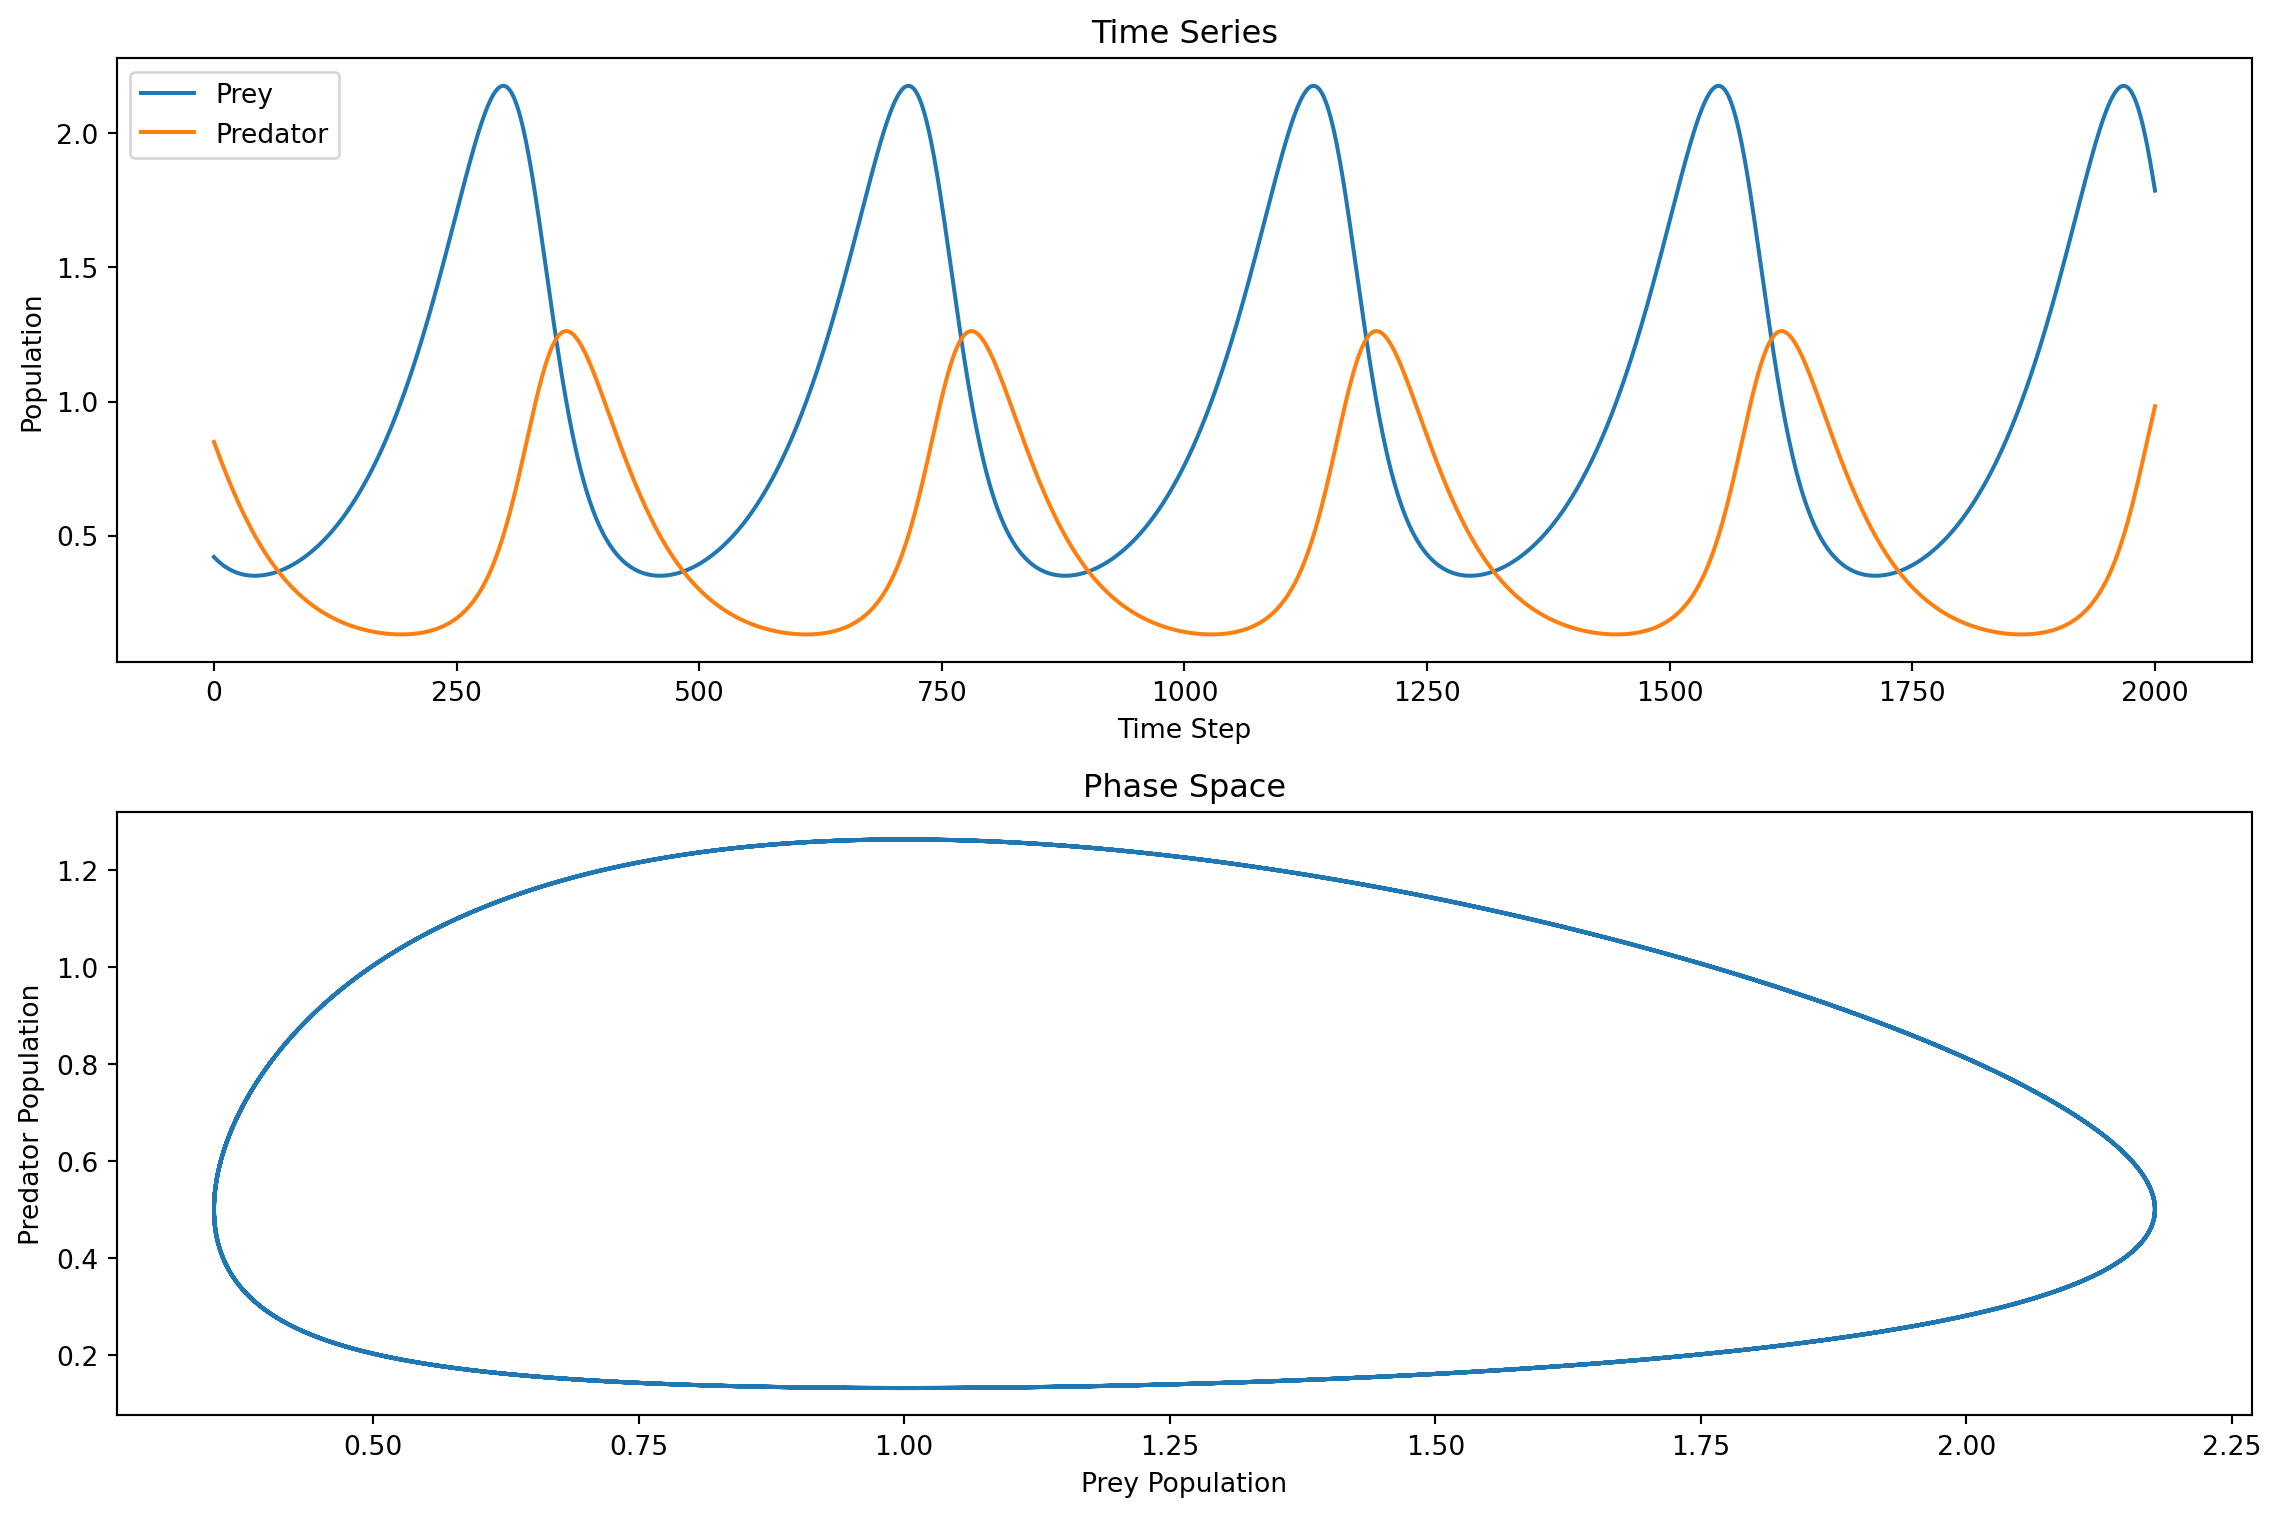 Time Series
Prey
Predator
Population
2.0
1.5
1.0
0.5
0 250 500 750 1000 1250 1500 1750 2000
Time Step
Phase Space
Predator Population
1.2
1.0
0.8
0.6
0.4
0.2
0.50 0.75 1.00 1.25 1.50 1.75 2.00 2.25
Prey Population